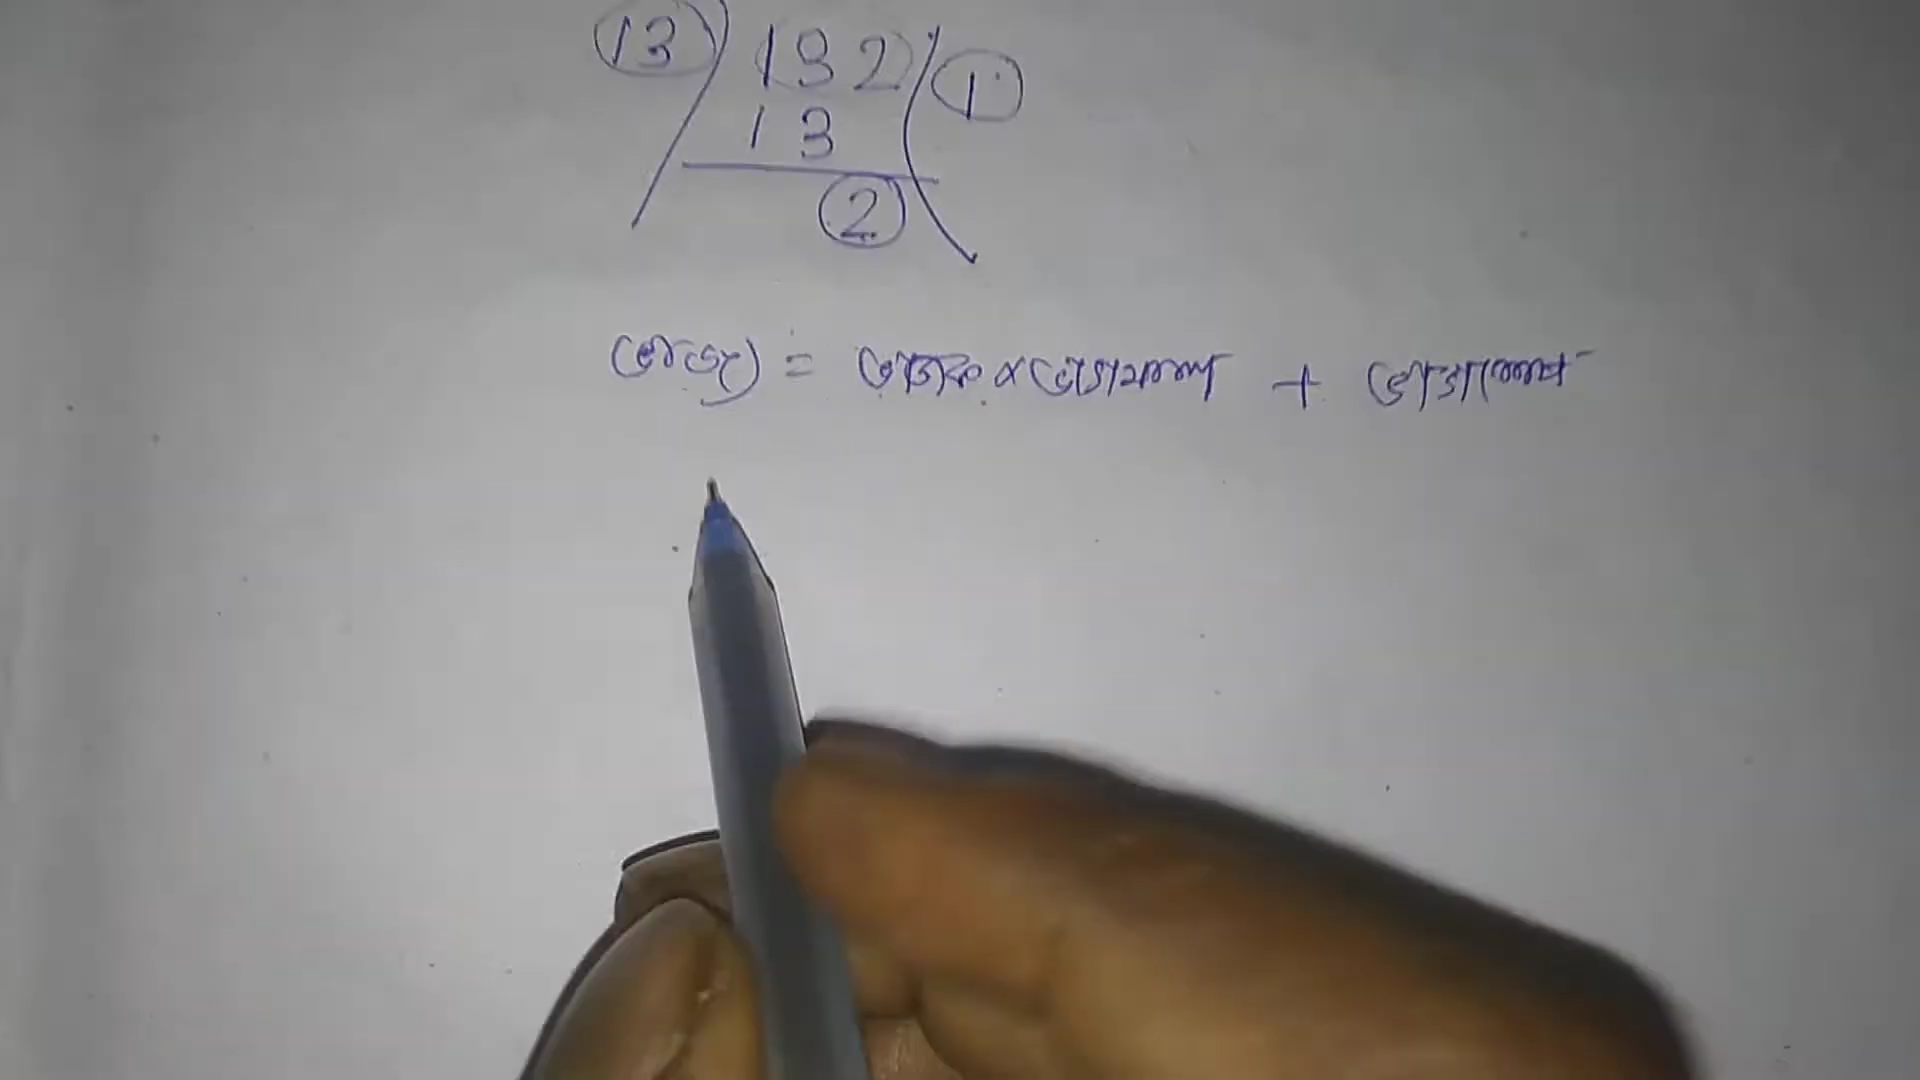 13 ) 132 ( 1
13
2
ভাজ্য = ভাজক × ভাগফল + ভাগশেষ